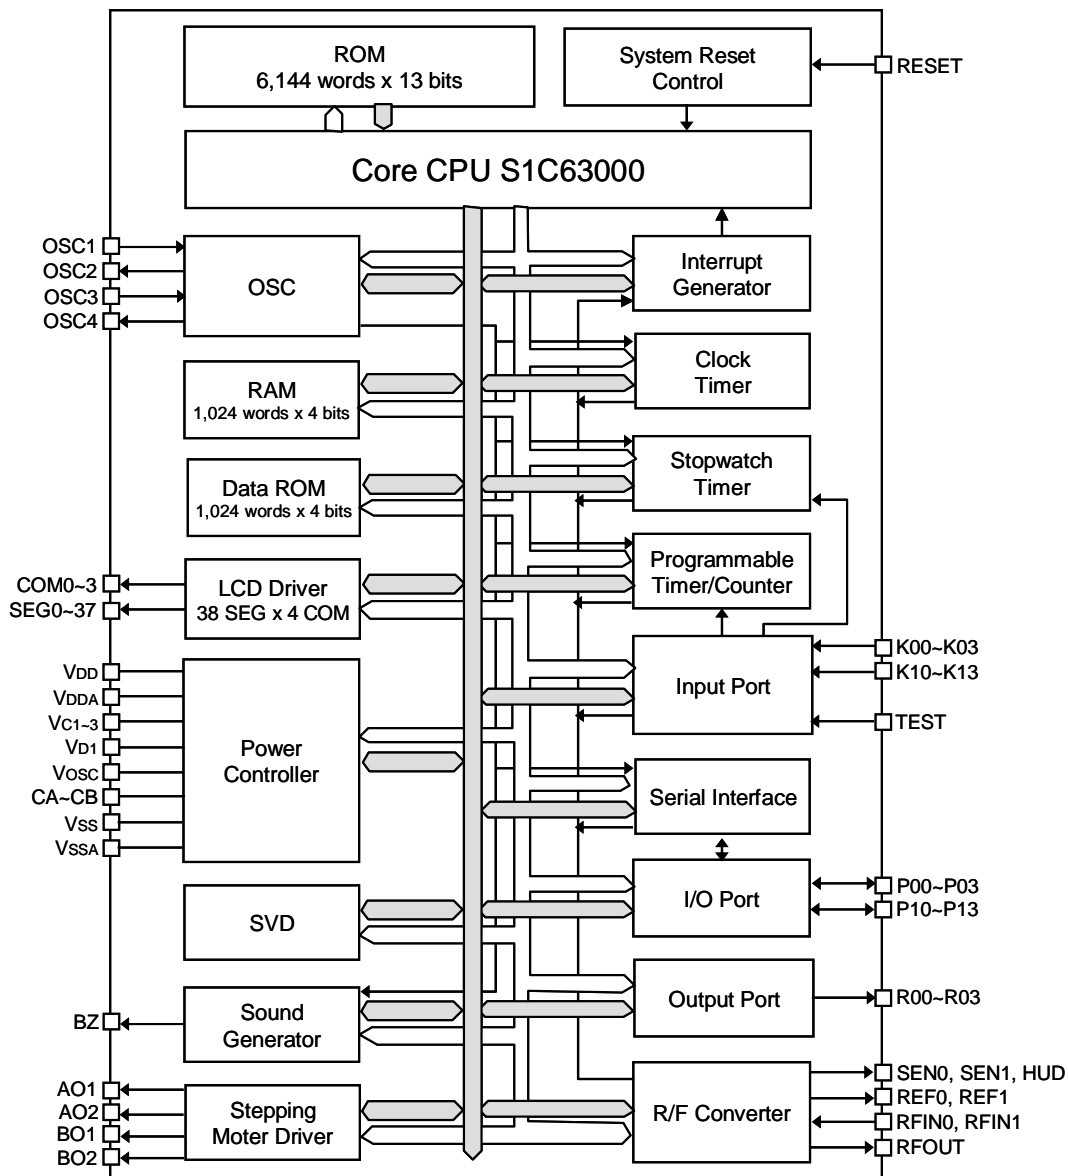 ROM
6,144 words x 13 bits
System Reset
Control
RESET
Core CPU S1C63000
OSC1
OSC2
OSC3
OSC4
OSC
Interrupt
Generator
Clock
Timer
RAM
1,024 words x 4 bits
Stopwatch
Timer
Data ROM
1,024 words x 4 bits
Programmable
Timer/Counter
COM0~3
SEG0~37
LCD Driver
38 SEG x 4 COM
Input Port
K00~K03
K10~K13
TEST
VDD
VDDA
VC1~3
VD1
VOSC
CA~CB
VSS
VSSA
Power
Controller
Serial Interface
I/O Port
P00~P03
P10~P13
SVD
Output Port
R00~R03
BZ
Sound
Generator
AO1
AO2
BO1
BO2
Stepping
Moter Driver
R/F Converter
SEN0, SEN1, HUD
REF0, REF1
RFIN0, RFIN1
RFOUT